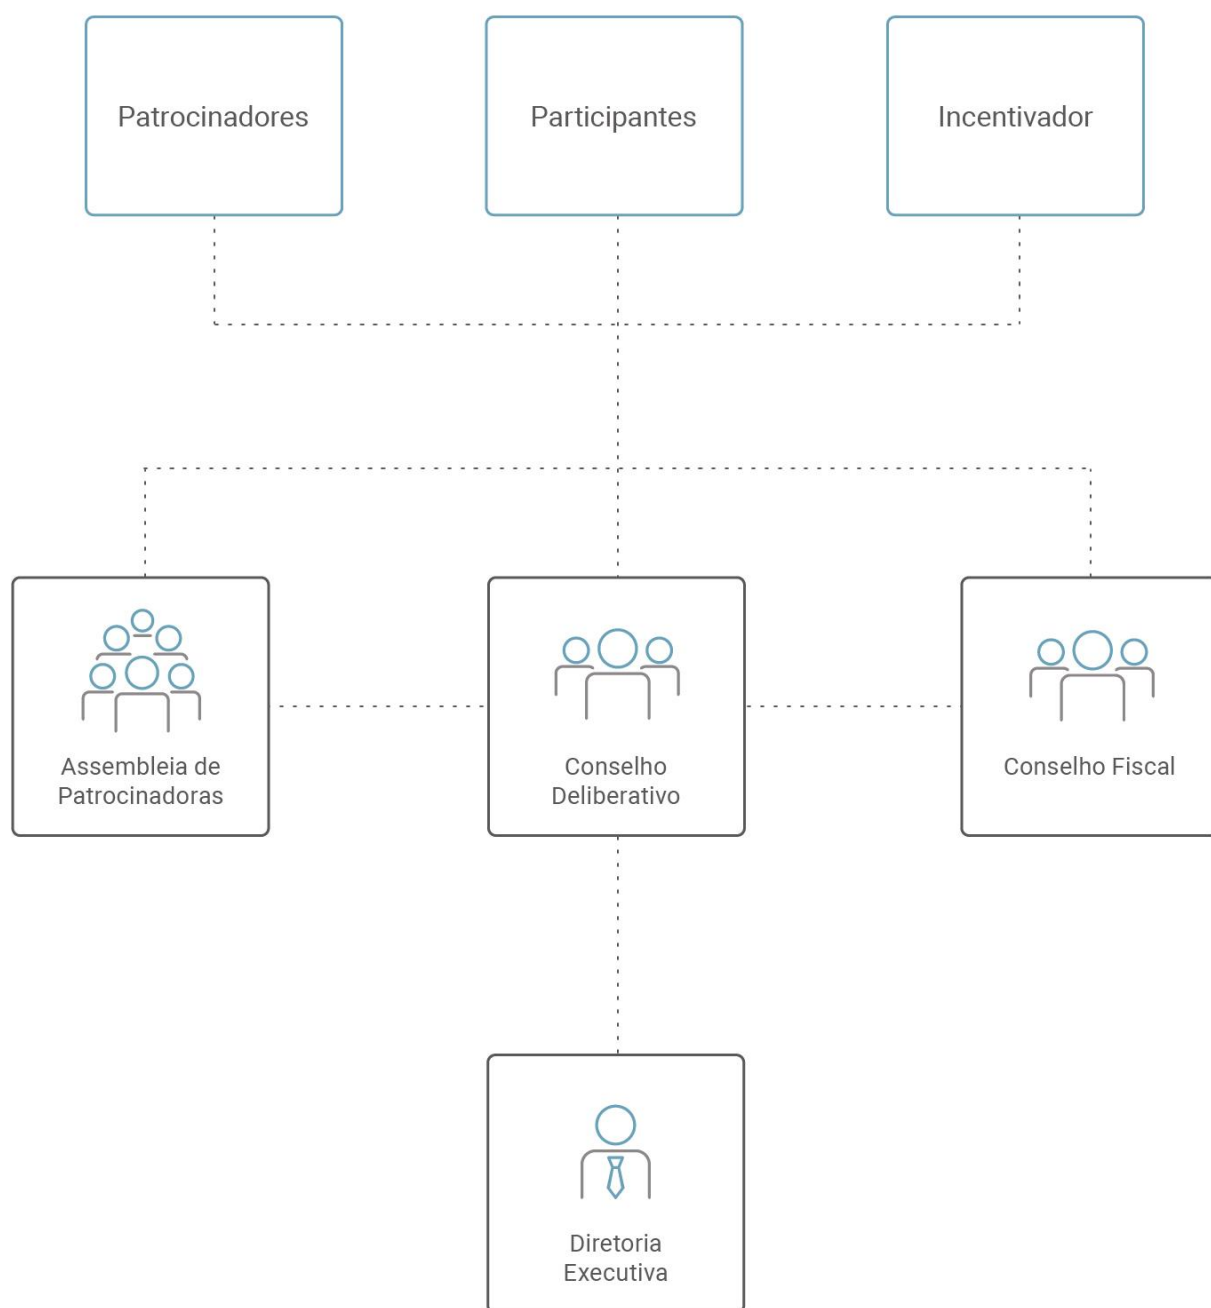 Patrocinadores
Participantes
Incentivador
Assembleia de
Patrocinadoras
Conselho
Deliberativo
Conselho Fiscal
Diretoria
Executiva